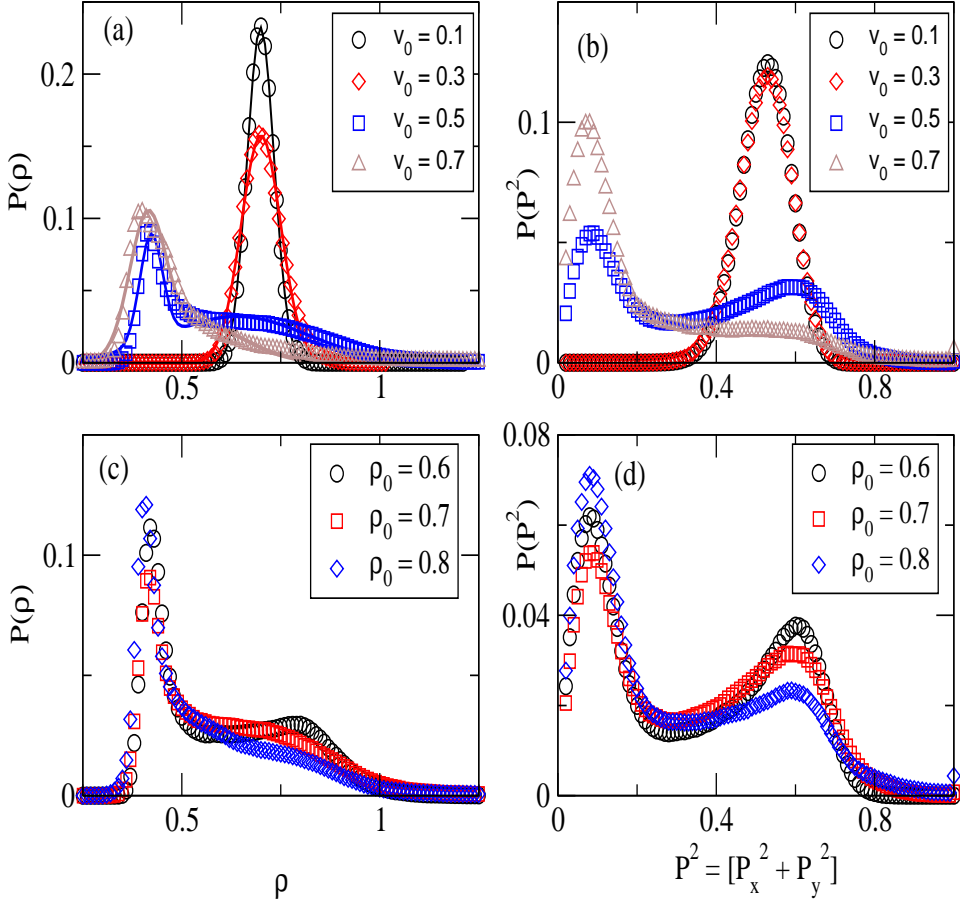 (a)
v₀ = 0.1
v₀ = 0.3
v₀ = 0.5
v₀ = 0.7
P(ρ)
0.2
0.1
0
0.5
1
(b)
v₀ = 0.1
v₀ = 0.3
v₀ = 0.5
v₀ = 0.7
P(P²)
0.1
0
0
0.4
0.8
(c)
ρ₀ = 0.6
ρ₀ = 0.7
ρ₀ = 0.8
P(ρ)
0.1
0
0.5
1
ρ
(d)
ρ₀ = 0.6
ρ₀ = 0.7
ρ₀ = 0.8
P(P²)
0.08
0.04
0
0
0.4
0.8
P² = [Pₓ² + P_y²]